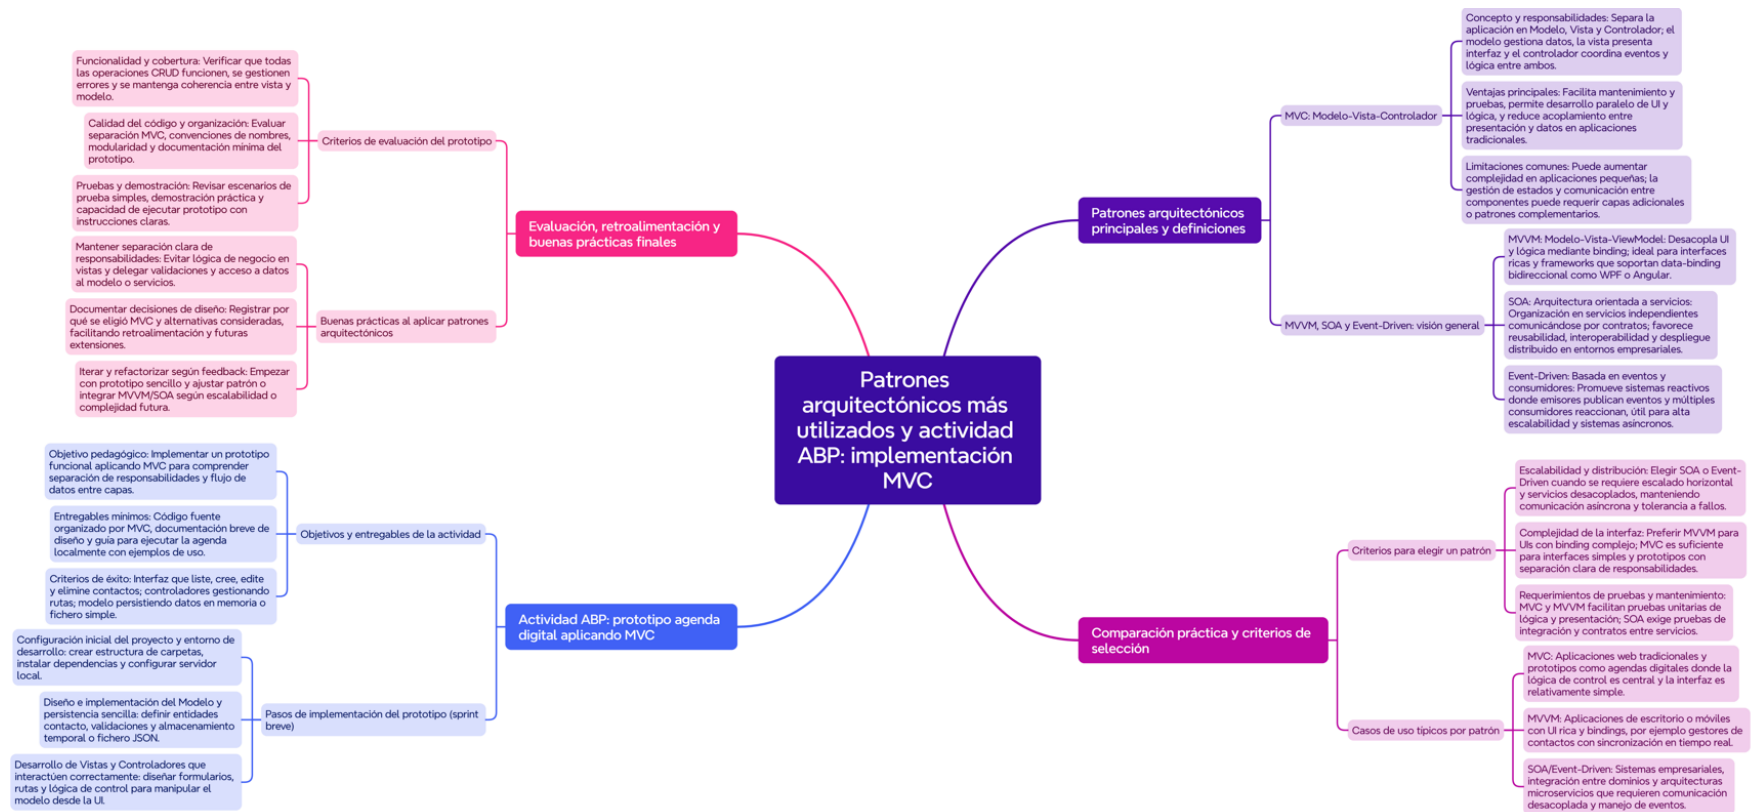 Patrones
arquitectónicos más
utilizados y actividad
ABP: implementación
MVC
Patrones arquitectónicos
principales y definiciones
MVC: Modelo-Vista-Controlador
Concepto y responsabilidades: Separa la
aplicación en Modelo, Vista y Controlador; el
modelo gestiona datos, la vista presenta
interfaz y el controlador coordina eventos y
lógica entre ambos.
Ventajas principales: Facilita mantenimiento y
pruebas, permite desarrollo paralelo de UI y
lógica, y reduce acoplamiento entre
presentación y datos en aplicaciones
tradicionales.
Limitaciones comunes: Puede aumentar
complejidad en aplicaciones pequeñas; la
gestión de estados y comunicación entre
componentes puede requerir capas adicionales
o patrones complementarios.
MVVM, SOA y Event-Driven: visión general
MVVM: Modelo-Vista-ViewModel: Desacopla UI
y lógica mediante binding; ideal para interfaces
ricas y frameworks que soportan data-binding
bidireccional como WPF o Angular.
SOA: Arquitectura orientada a servicios:
Organización en servicios independientes
comunicándose por contratos; favorece
reusabilidad, interoperabilidad y despliegue
distribuido en entornos empresariales.
Event-Driven: Basada en eventos y
consumidores: Promueve sistemas reactivos
donde emisores publican eventos y múltiples
consumidores reaccionan, útil para alta
escalabilidad y sistemas asíncronos.
Comparación práctica y criterios de
selección
Criterios para elegir un patrón
Escalabilidad y distribución: Elegir SOA o Event-
Driven cuando se requiere escalado horizontal
y servicios desacoplados, manteniendo
comunicación asíncrona y tolerancia a fallos.
Complejidad de la interfaz: Preferir MVVM para
UIs con binding complejo; MVC es suficiente
para interfaces simples y prototipos con
separación clara de responsabilidades.
Requerimientos de pruebas y mantenimiento:
MVC y MVVM facilitan pruebas unitarias de
lógica y presentación; SOA exige pruebas de
integración y contratos entre servicios.
Casos de uso típicos por patrón
MVC: Aplicaciones web tradicionales y
prototipos como agendas digitales donde la
lógica de control es central y la interfaz es
relativamente simple.
MVVM: Aplicaciones de escritorio o móviles
con UI rica y bindings, por ejemplo gestores de
contactos con sincronización en tiempo real.
SOA/Event-Driven: Sistemas empresariales,
integración entre dominios y arquitecturas
microservicios que requieren comunicación
desacoplada y manejo de eventos.
Evaluación, retroalimentación y
buenas prácticas finales
Criterios de evaluación del prototipo
Funcionalidad y cobertura: Verificar que todas
las operaciones CRUD funcionen, se gestionen
errores y se mantenga coherencia entre vista y
modelo.
Calidad del código y organización: Evaluar
separación MVC, convenciones de nombres,
modularidad y documentación mínima del
prototipo.
Pruebas y demostración: Revisar escenarios de
prueba simples, demostración práctica y
capacidad de ejecutar prototipo con
instrucciones claras.
Buenas prácticas al aplicar patrones
arquitectónicos
Mantener separación clara de
responsabilidades: Evitar lógica de negocio en
vistas y delegar validaciones y acceso a datos
al modelo o servicios.
Documentar decisiones de diseño: Registrar por
qué se eligió MVC y alternativas consideradas,
facilitando retroalimentación y futuras
extensiones.
Iterar y refactorizar según feedback: Empezar
con prototipo sencillo y ajustar patrón o
integrar MVVM/SOA según escalabilidad o
complejidad futura.
Actividad ABP: prototipo agenda
digital aplicando MVC
Objetivos y entregables de la actividad
Objetivo pedagógico: Implementar un prototipo
funcional aplicando MVC para comprender
separación de responsabilidades y flujo de
datos entre capas.
Entregables mínimos: Código fuente
organizado por MVC, documentación breve de
diseño y guía para ejecutar la agenda
localmente con ejemplos de uso.
Criterios de éxito: Interfaz que liste, cree, edite
y elimine contactos; controladores gestionando
rutas; modelo persistiendo datos en memoria o
fichero simple.
Pasos de implementación del prototipo (sprint
breve)
Configuración inicial del proyecto y entorno de
desarrollo: crear estructura de carpetas,
instalar dependencias y configurar servidor
local.
Diseño e implementación del Modelo y
persistencia sencilla: definir entidades
contacto, validaciones y almacenamiento
temporal o fichero JSON.
Desarrollo de Vistas y Controladores que
interactúen correctamente: diseñar formularios,
rutas y lógica de control para manipular el
modelo desde la UI.